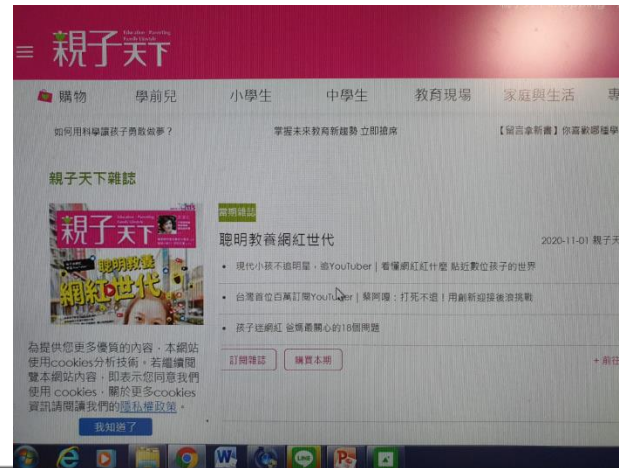 親子天下
Education · Parenting
Family Lifestyle
購物 學前兒 小學生 中學生 教育現場 家庭與生活 專
如何用科學讓孩子勇敢做夢？ 掌握未來教育新趨勢 立即搶席 【留言拿新書】你喜歡哪種學
親子天下雜誌
當期雜誌
親子天下
聰明教養
網紅世代
聰明教養網紅世代 2020-11-01 親子天
現代小孩不追明星，追YouTuber｜看懂網紅紅什麼 貼近數位孩子的世界
台灣首位百萬訂閱YouTuber｜蔡阿嘎：打死不退！用創新迎接後浪挑戰
孩子迷網紅 爸媽最關心的18個問題
訂閱雜誌 購買本期 +前往
為提供您更多優質的內容，本網站
使用cookies分析技術。若繼續閱
覽本網站內容，即表示您同意我們
使用 cookies，關於更多cookies
資訊請閱讀我們的隱私權政策。
我知道了
LINE